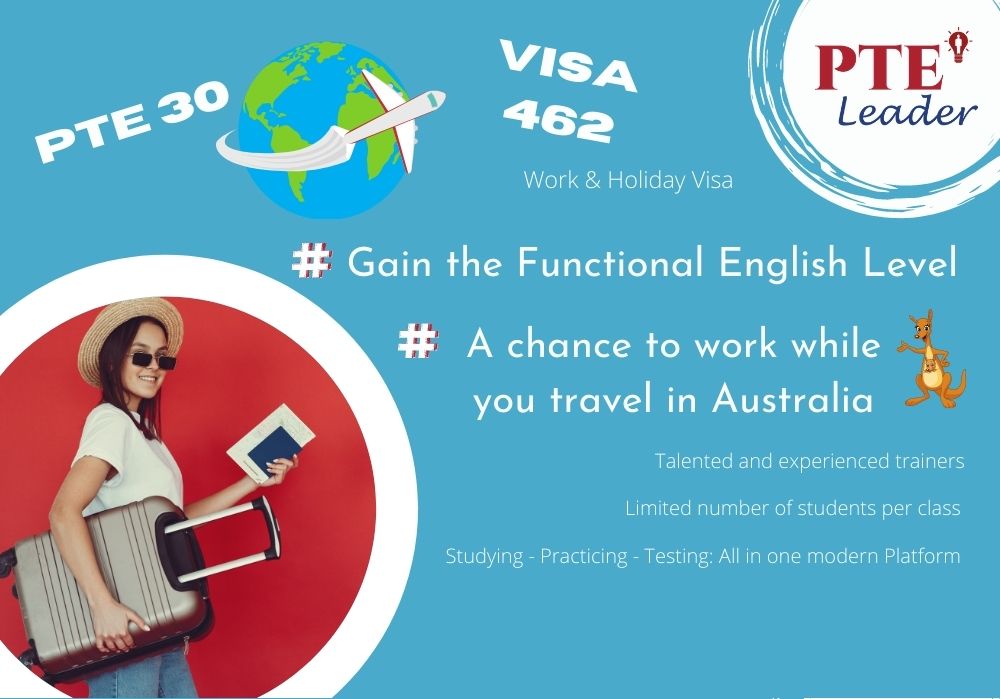 PTE 30
VISA
462
Work & Holiday Visa
PTE
Leader
# Gain the Functional English Level
# A chance to work while
you travel in Australia
Talented and experienced trainers
Limited number of students per class
Studying - Practicing - Testing: All in one modern Platform